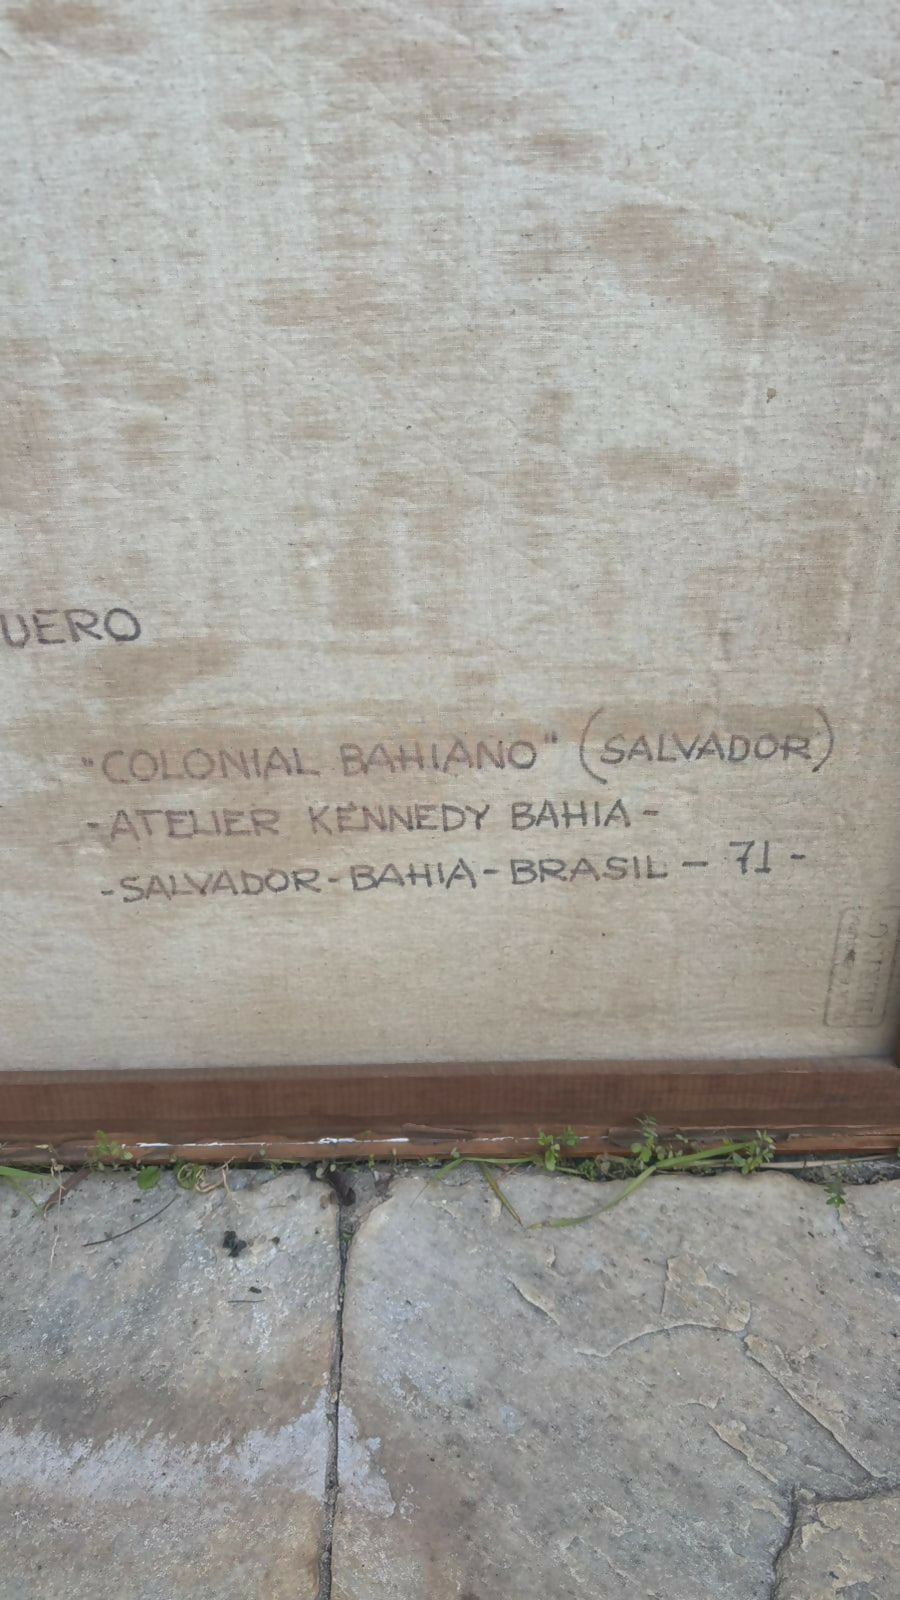 UERO
"COLONIAL BAHIANO" (SALVADOR)
-ATELIER KENNEDY BAHIA-
-SALVADOR-BAHIA-BRASIL - 71 -